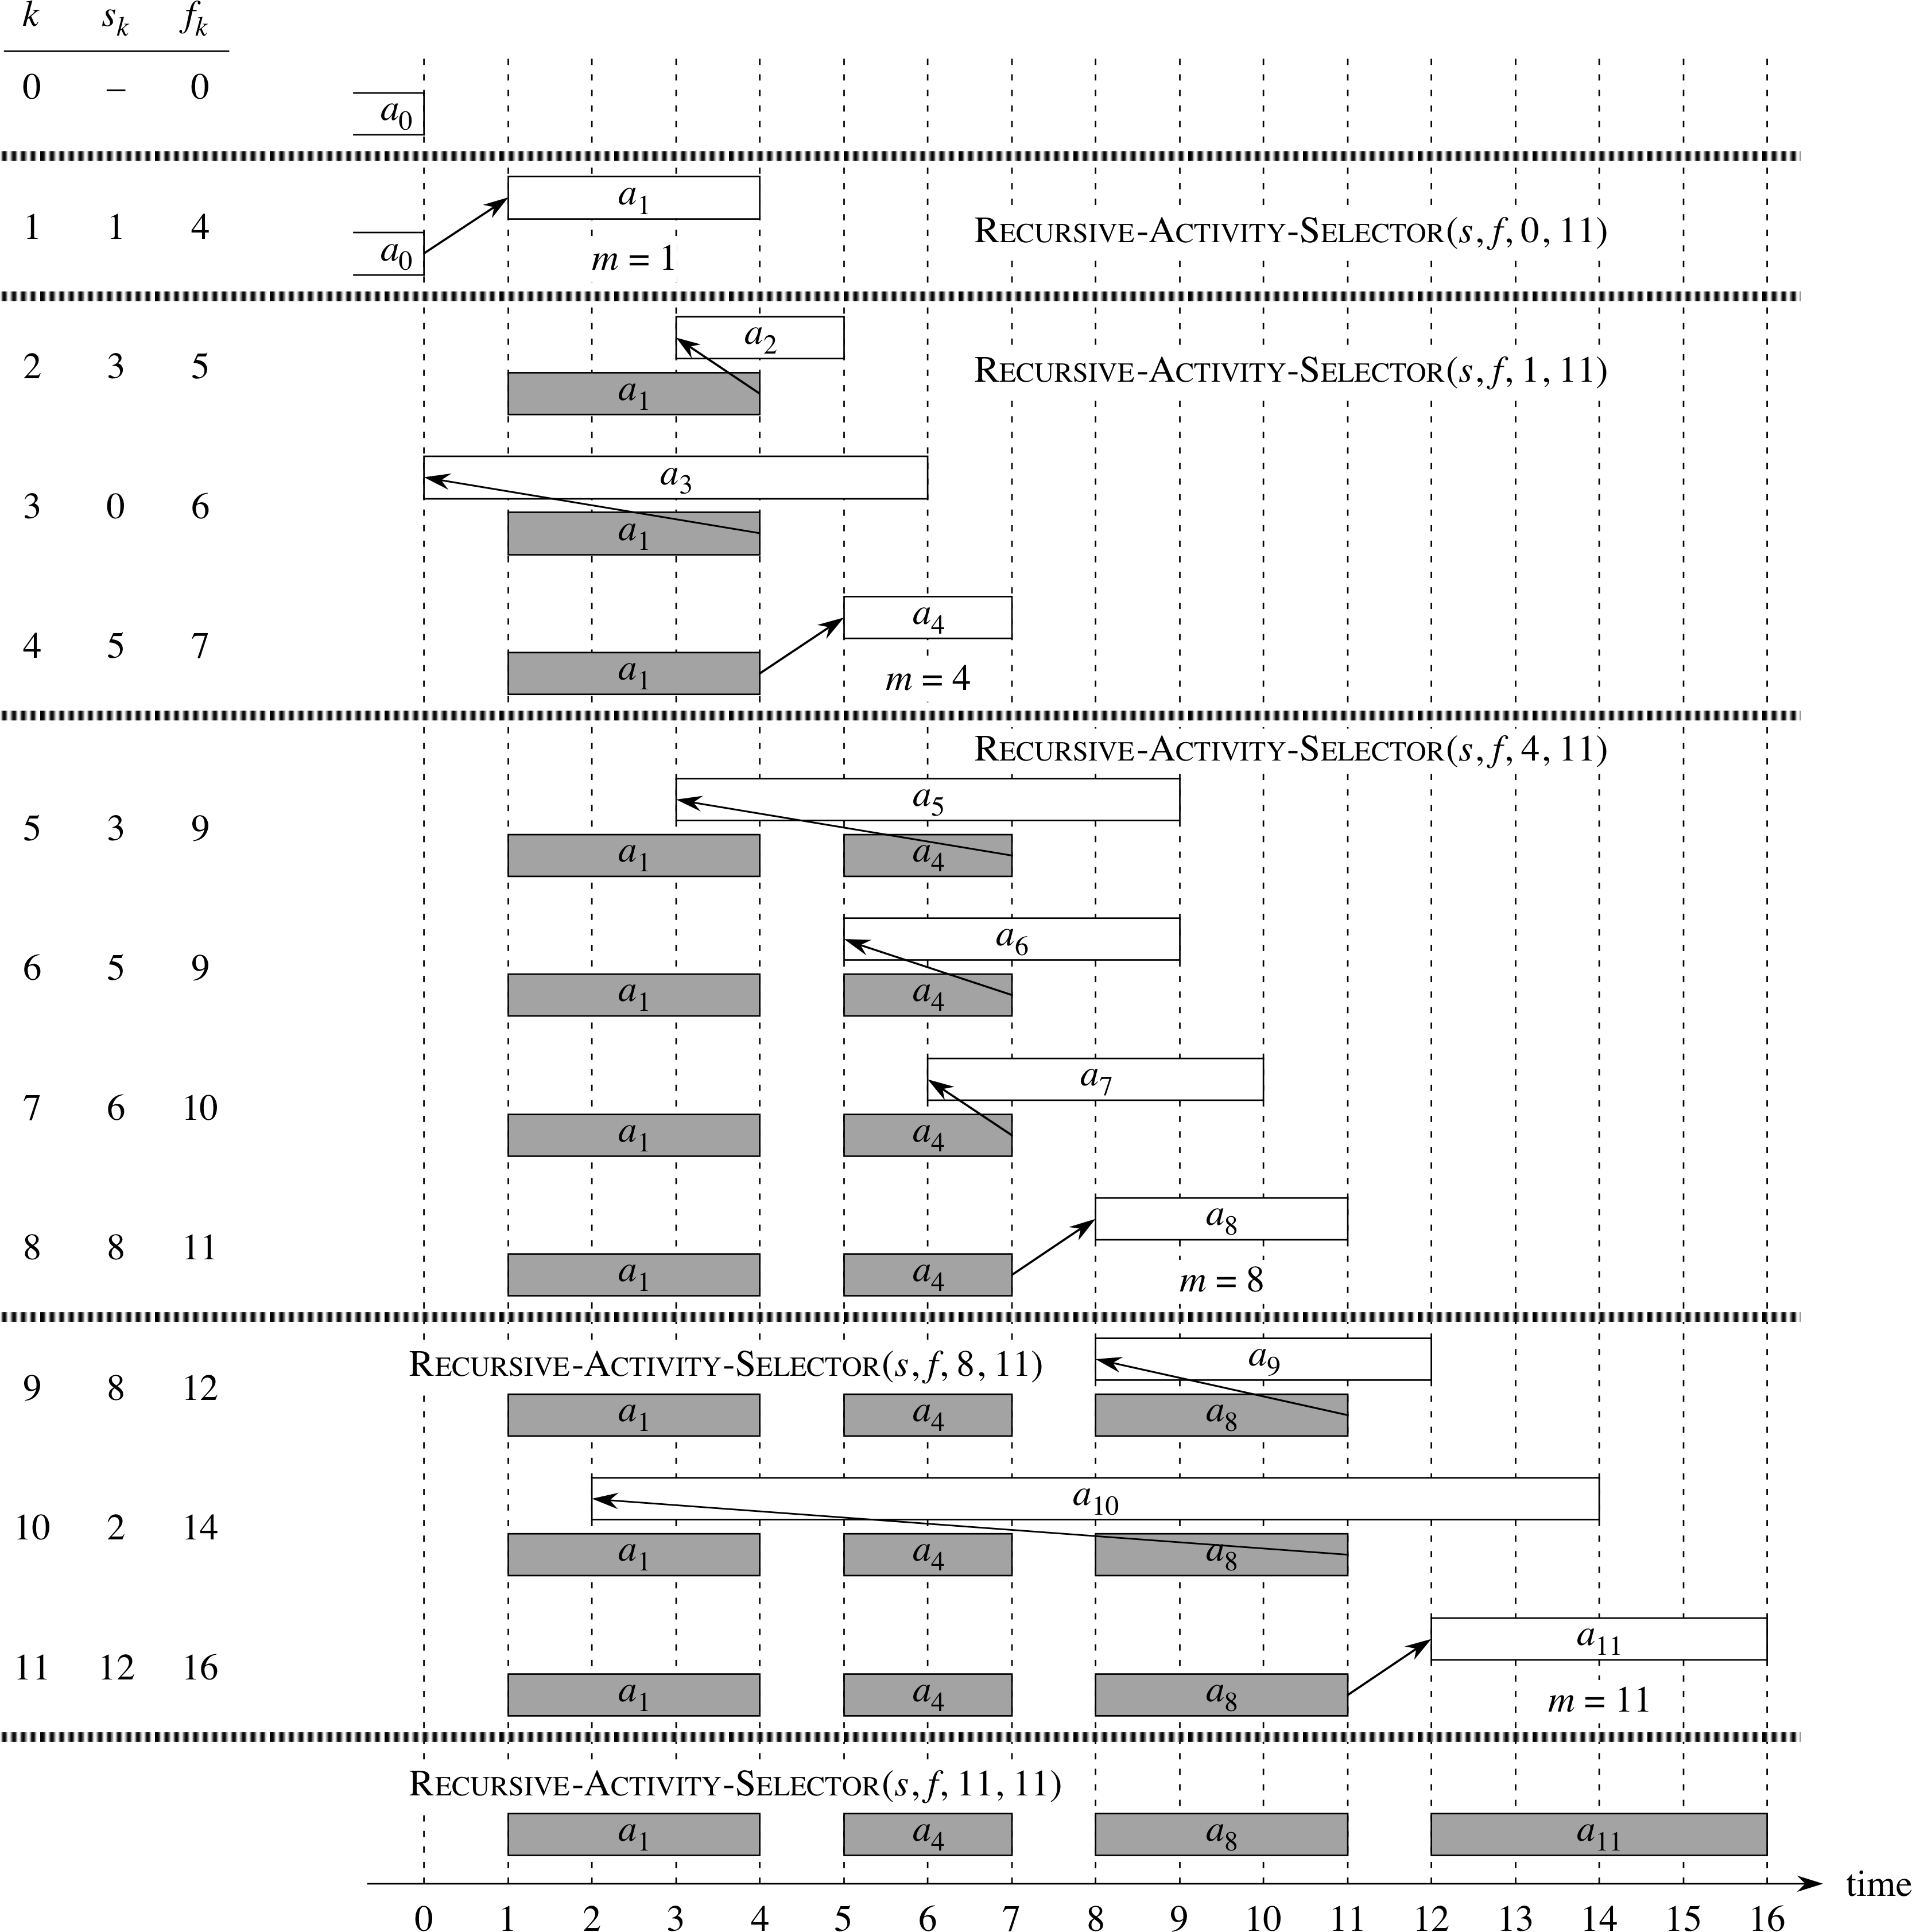 k s_k f_k
0 – 0
a_0
1 1 4
a_1
a_0
m = 1
RECURSIVE-ACTIVITY-SELECTOR(s, f, 0, 11)
2 3 5
a_2
a_1
RECURSIVE-ACTIVITY-SELECTOR(s, f, 1, 11)
3 0 6
a_3
a_1
4 5 7
a_4
a_1
m = 4
RECURSIVE-ACTIVITY-SELECTOR(s, f, 4, 11)
5 3 9
a_5
a_1 a_4
6 5 9
a_6
a_1 a_4
7 6 10
a_7
a_1 a_4
8 8 11
a_8
a_1 a_4
m = 8
RECURSIVE-ACTIVITY-SELECTOR(s, f, 8, 11)
9 8 12
a_9
a_1 a_4 a_8
10 2 14
a_10
a_1 a_4 a_8
11 12 16
a_11
a_1 a_4 a_8
m = 11
RECURSIVE-ACTIVITY-SELECTOR(s, f, 11, 11)
a_1 a_4 a_8 a_11
time
0 1 2 3 4 5 6 7 8 9 10 11 12 13 14 15 16